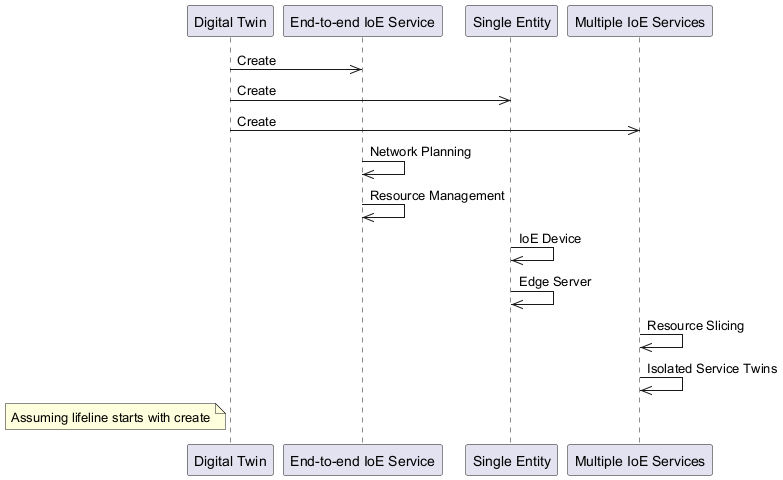 Digital Twin
End-to-end IoE Service
Single Entity
Multiple IoE Services
Create
Create
Create
Network Planning
Resource Management
IoE Device
Edge Server
Resource Slicing
Isolated Service Twins
Assuming lifeline starts with create
Digital Twin
End-to-end IoE Service
Single Entity
Multiple IoE Services